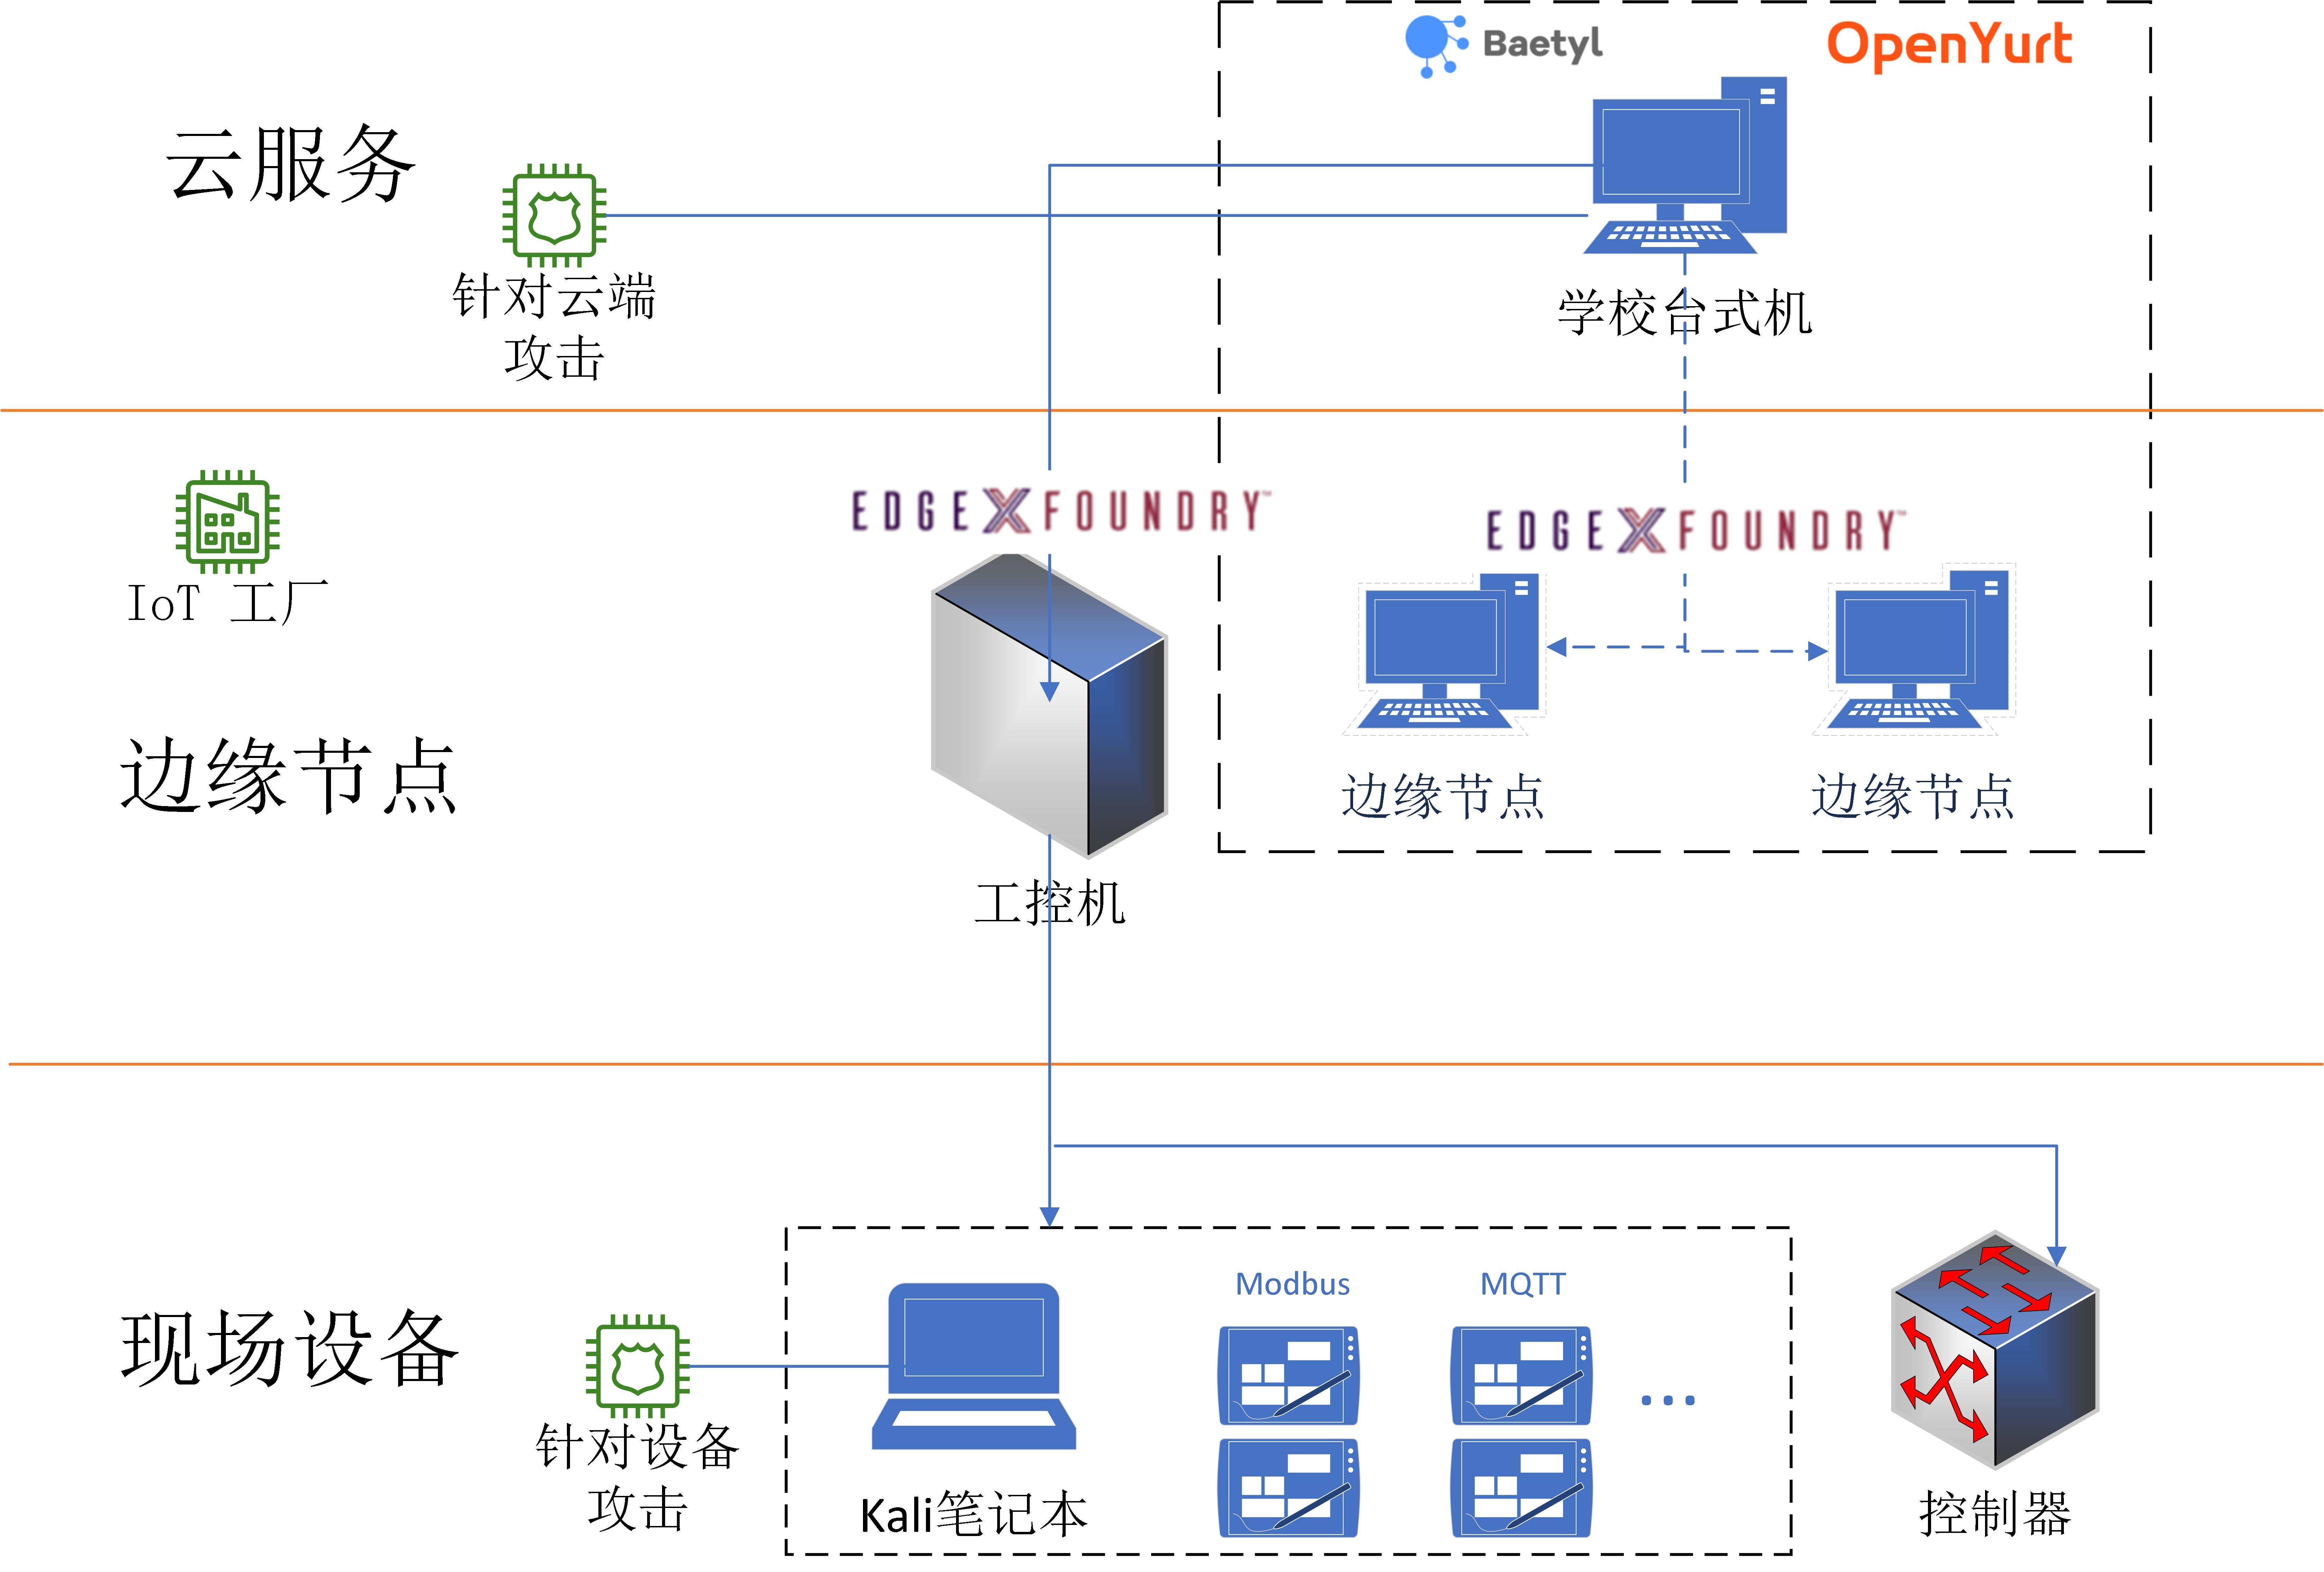 Baetyl
OpenYurt
云服务
针对云端
攻击
学校台式机
EDGE X FOUNDRY™
EDGE X FOUNDRY™
IoT 工厂
边缘节点
边缘节点
边缘节点
工控机
Modbus
MQTT
现场设备
...
针对设备
攻击
Kali笔记本
控制器